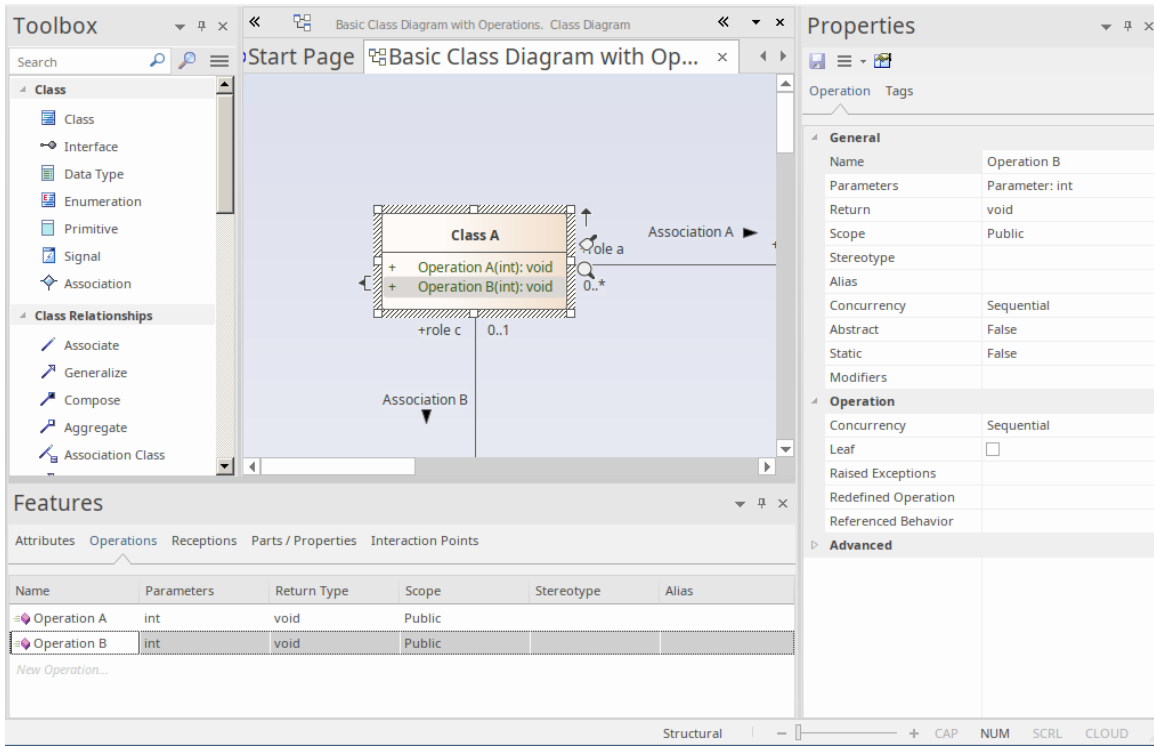 Toolbox
Search
Class
Class
Interface
Data Type
Enumeration
Primitive
Signal
Association
Class Relationships
Associate
Generalize
Compose
Aggregate
Association Class
Basic Class Diagram with Operations. Class Diagram
Start Page
Basic Class Diagram with Op...
Class A
+ Operation A(int): void
+ Operation B(int): void
+role a
0..*
Association A
+role c
0..1
Association B
Properties
Operation Tags
General
Name Operation B
Parameters Parameter: int
Return void
Scope Public
Stereotype
Alias
Concurrency Sequential
Abstract False
Static False
Modifiers
Operation
Concurrency Sequential
Leaf
Raised Exceptions
Redefined Operation
Referenced Behavior
Advanced
Features
Attributes Operations Receptions Parts / Properties Interaction Points
Name Parameters Return Type Scope Stereotype Alias
Operation A int void Public
Operation B int void Public
New Operation...
Structural
CAP NUM SCRL CLOUD